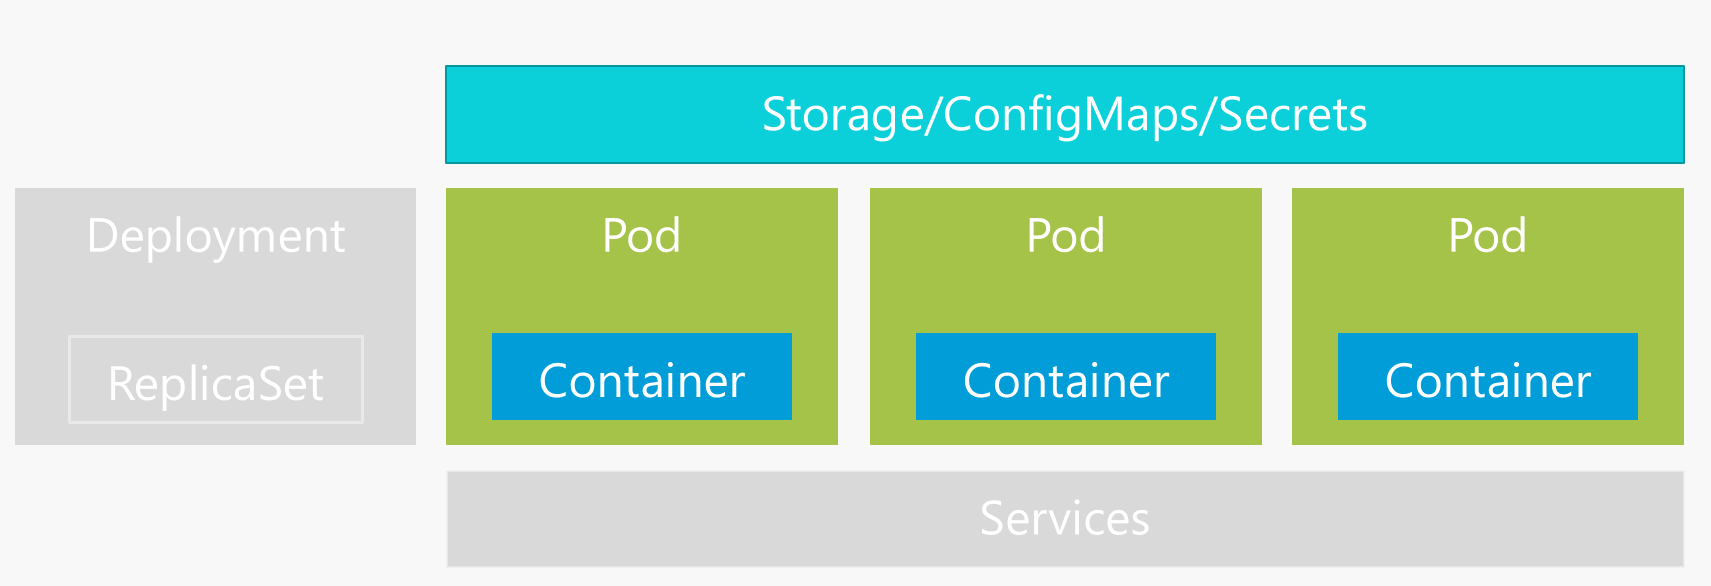 Storage/ConfigMaps/Secrets
Deployment
ReplicaSet
Pod
Container
Pod
Container
Pod
Container
Services